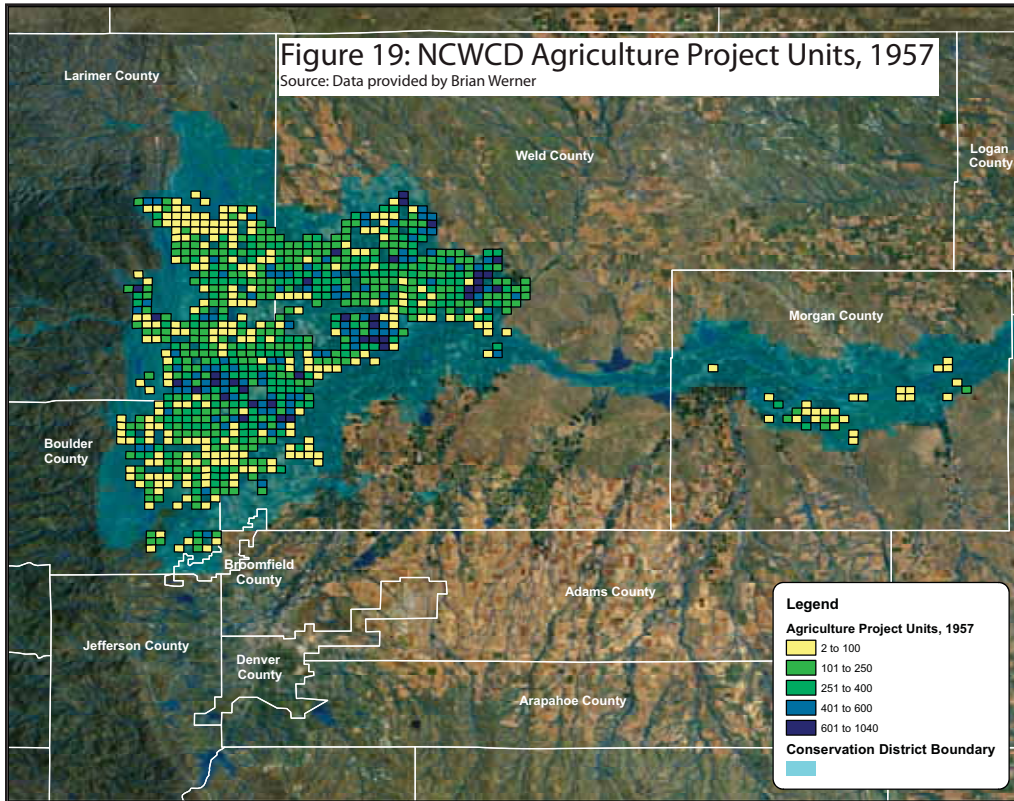 Figure 19: NCWCD Agriculture Project Units, 1957
Source: Data provided by Brian Werner
Larimer County
Weld County
Logan
County
Morgan County
Boulder
County
Broomfield
County
Adams County
Jefferson County
Denver
County
Arapahoe County
Legend
Agriculture Project Units, 1957
2 to 100
101 to 250
251 to 400
401 to 600
601 to 1040
Conservation District Boundary